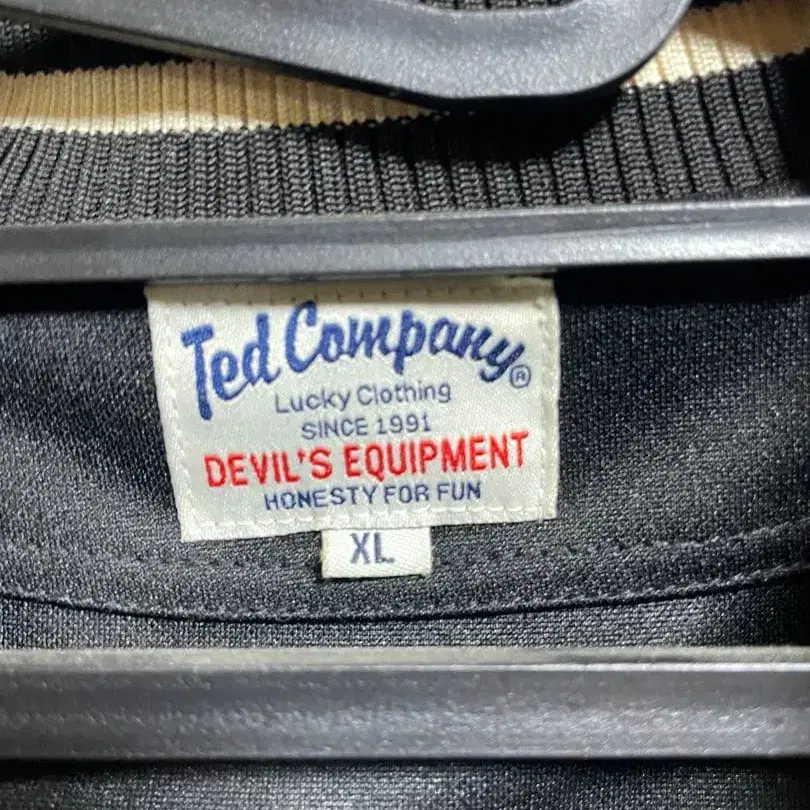 Ted Company®
Lucky Clothing
SINCE 1991
DEVIL'S EQUIPMENT
HONESTY FOR FUN
XL